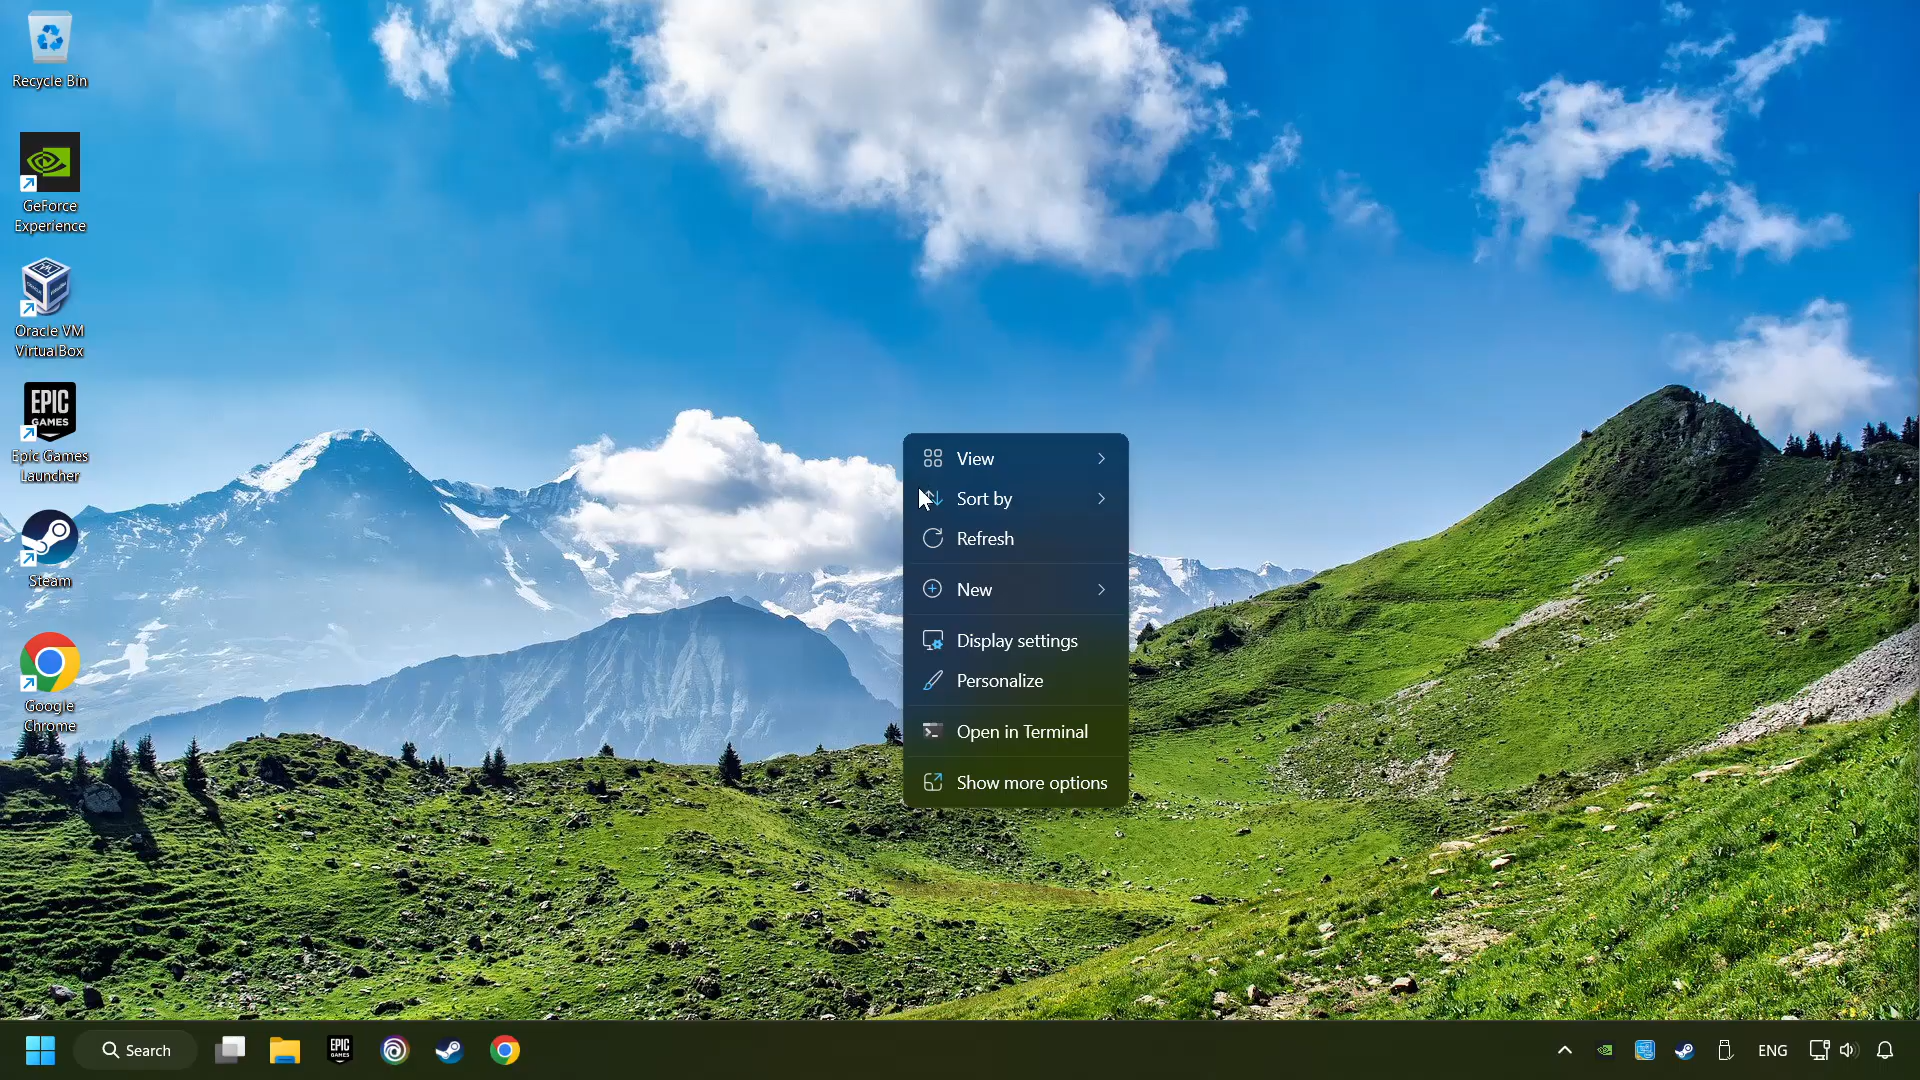 Recycle Bin
GeForce
Experience
Oracle VM
VirtualBox
EPIC
GAMES
Epic Games
Launcher
Steam
Google
Chrome
View
Sort by
Refresh
New
Display settings
Personalize
Open in Terminal
Show more options
Search
EPIC
GAMES
ENG